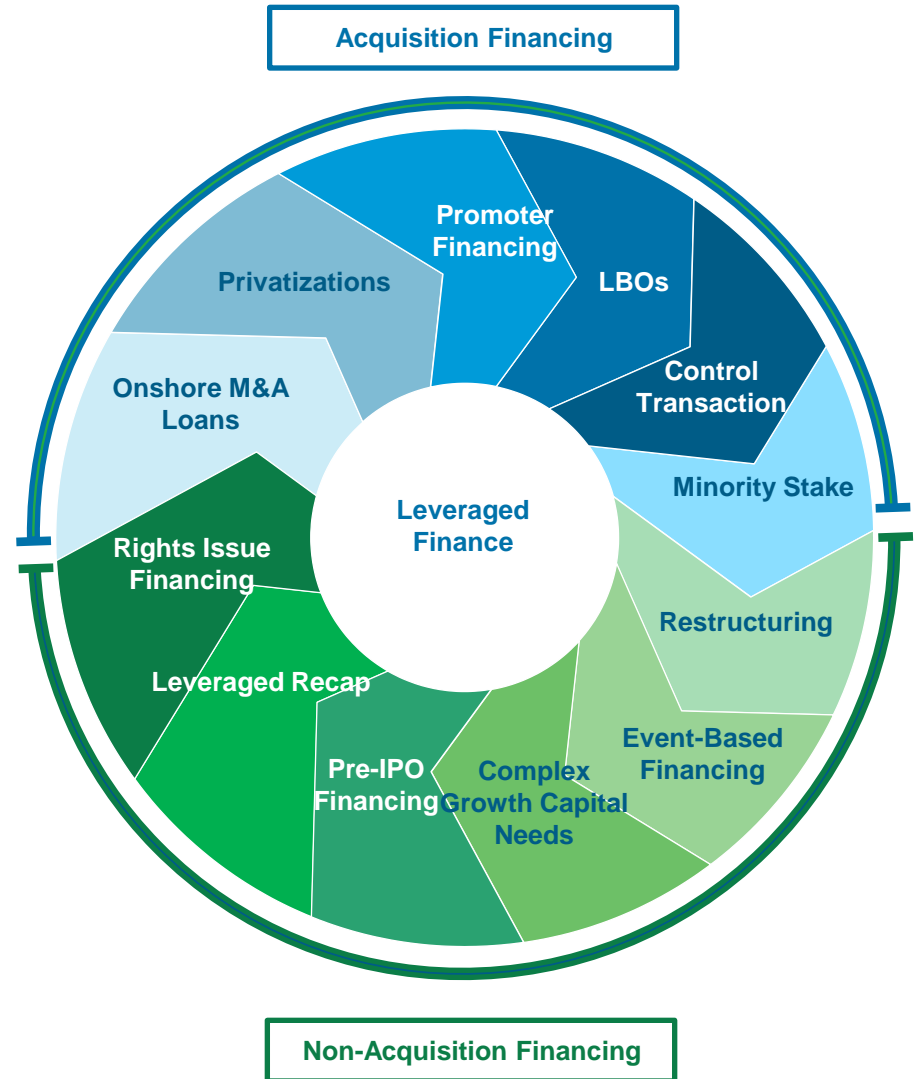 Acquisition Financing
Promoter
Financing
LBOs
Control
Transaction
Minority Stake
Restructuring
Event-Based
Financing
Complex
Growth Capital
Needs
Pre-IPO
Financing
Leveraged Recap
Rights Issue
Financing
Onshore M&A
Loans
Privatizations
Leveraged
Finance
Non-Acquisition Financing